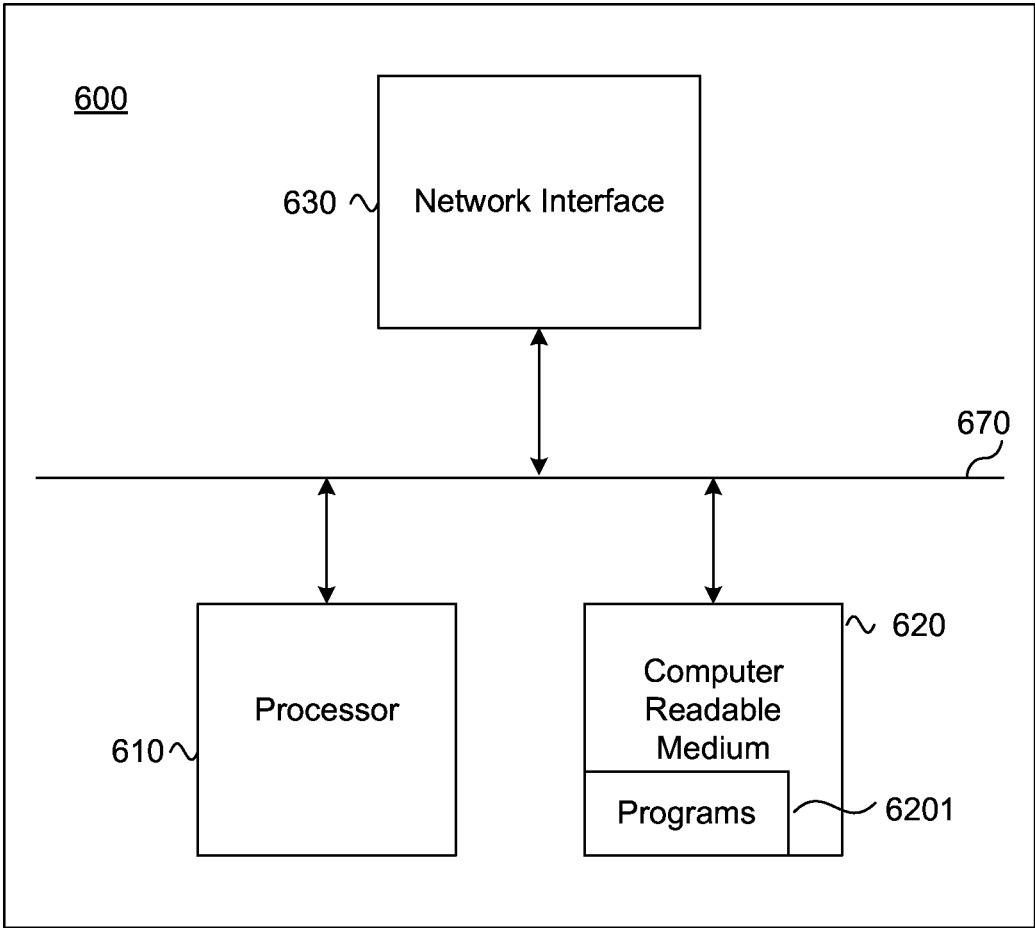 600
630
Network Interface
670
620
Computer
Readable
Medium
Processor
610
Programs
6201